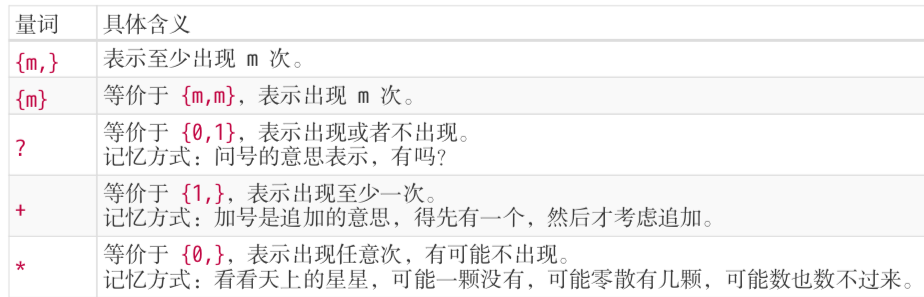 量词 具体含义
{m,} 表示至少出现 m 次。
{m} 等价于 {m,m}，表示出现 m 次。
? 等价于 {0,1}，表示出现或者不出现。
记忆方式：问号的意思表示，有吗？
+ 等价于 {1,}，表示出现至少一次。
记忆方式：加号是追加的意思，得先有一个，然后才考虑追加。
* 等价于 {0,}，表示出现任意次，有可能不出现。
记忆方式：看看天上的星星，可能一颗没有，可能零散有几颗，可能数也数不过来。